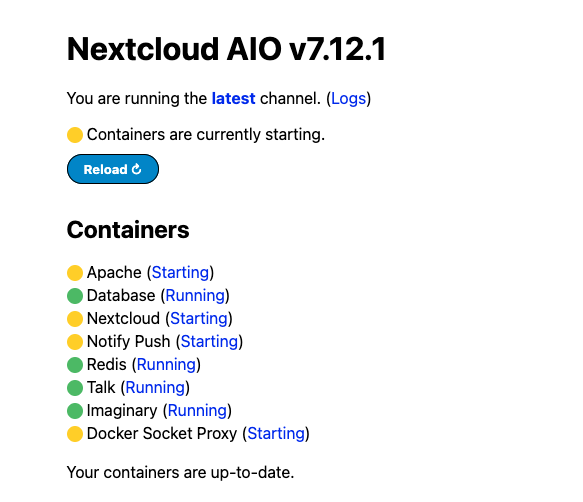 Nextcloud AIO v7.12.1
You are running the latest channel. (Logs)
Containers are currently starting.
Reload ↻
Containers
Apache (Starting)
Database (Running)
Nextcloud (Starting)
Notify Push (Starting)
Redis (Running)
Talk (Running)
Imaginary (Running)
Docker Socket Proxy (Starting)
Your containers are up-to-date.